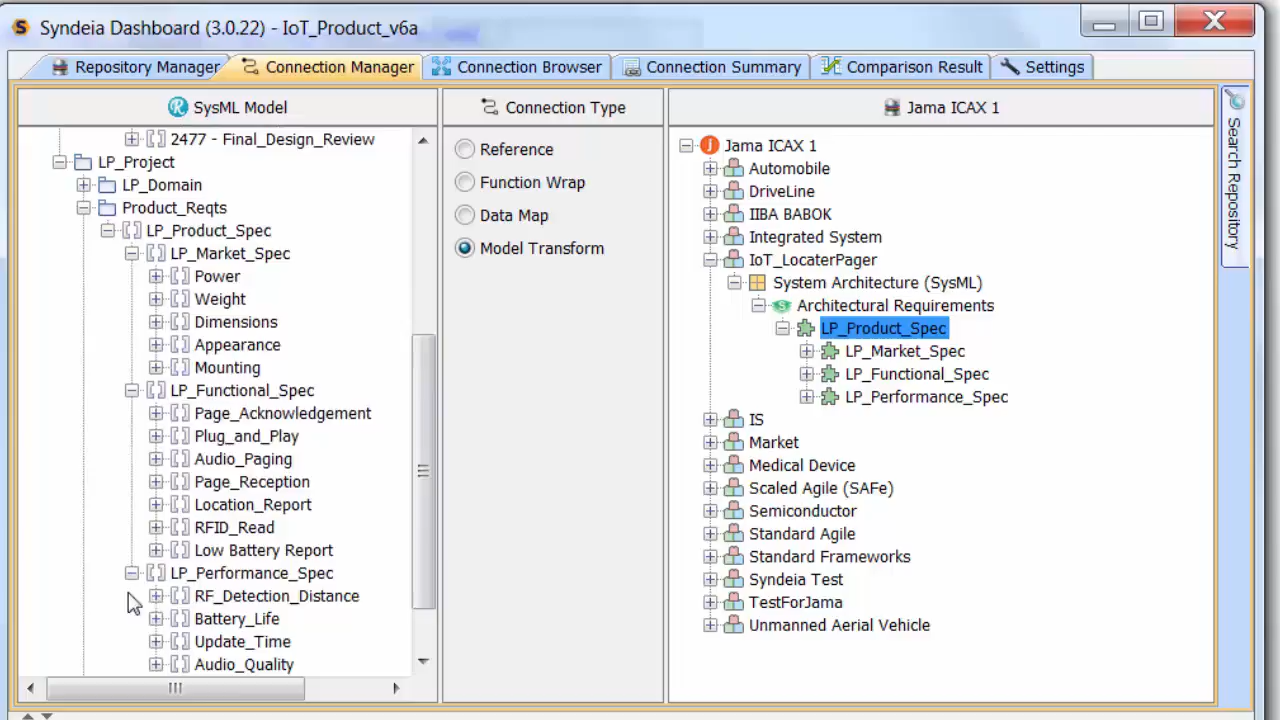 Syndeia Dashboard (3.0.22) - IoT_Product_v6a
Repository Manager
Connection Manager
Connection Browser
Connection Summary
Comparison Result
Settings
SysML Model
2477 - Final_Design_Review
LP_Project
LP_Domain
Product_Reqts
LP_Product_Spec
LP_Market_Spec
Power
Weight
Dimensions
Appearance
Mounting
LP_Functional_Spec
Page_Acknowledgement
Plug_and_Play
Audio_Paging
Page_Reception
Location_Report
RFID_Read
Low Battery Report
LP_Performance_Spec
RF_Detection_Distance
Battery_Life
Update_Time
Audio_Quality
Connection Type
Reference
Function Wrap
Data Map
Model Transform
Jama ICAX 1
Jama ICAX 1
Automobile
DriveLine
IIBA BABOK
Integrated System
IoT_LocaterPager
System Architecture (SysML)
Architectural Requirements
LP_Product_Spec
LP_Market_Spec
LP_Functional_Spec
LP_Performance_Spec
IS
Market
Medical Device
Scaled Agile (SAFe)
Semiconductor
Standard Agile
Standard Frameworks
Syndeia Test
TestForJama
Unmanned Aerial Vehicle
Search Repository